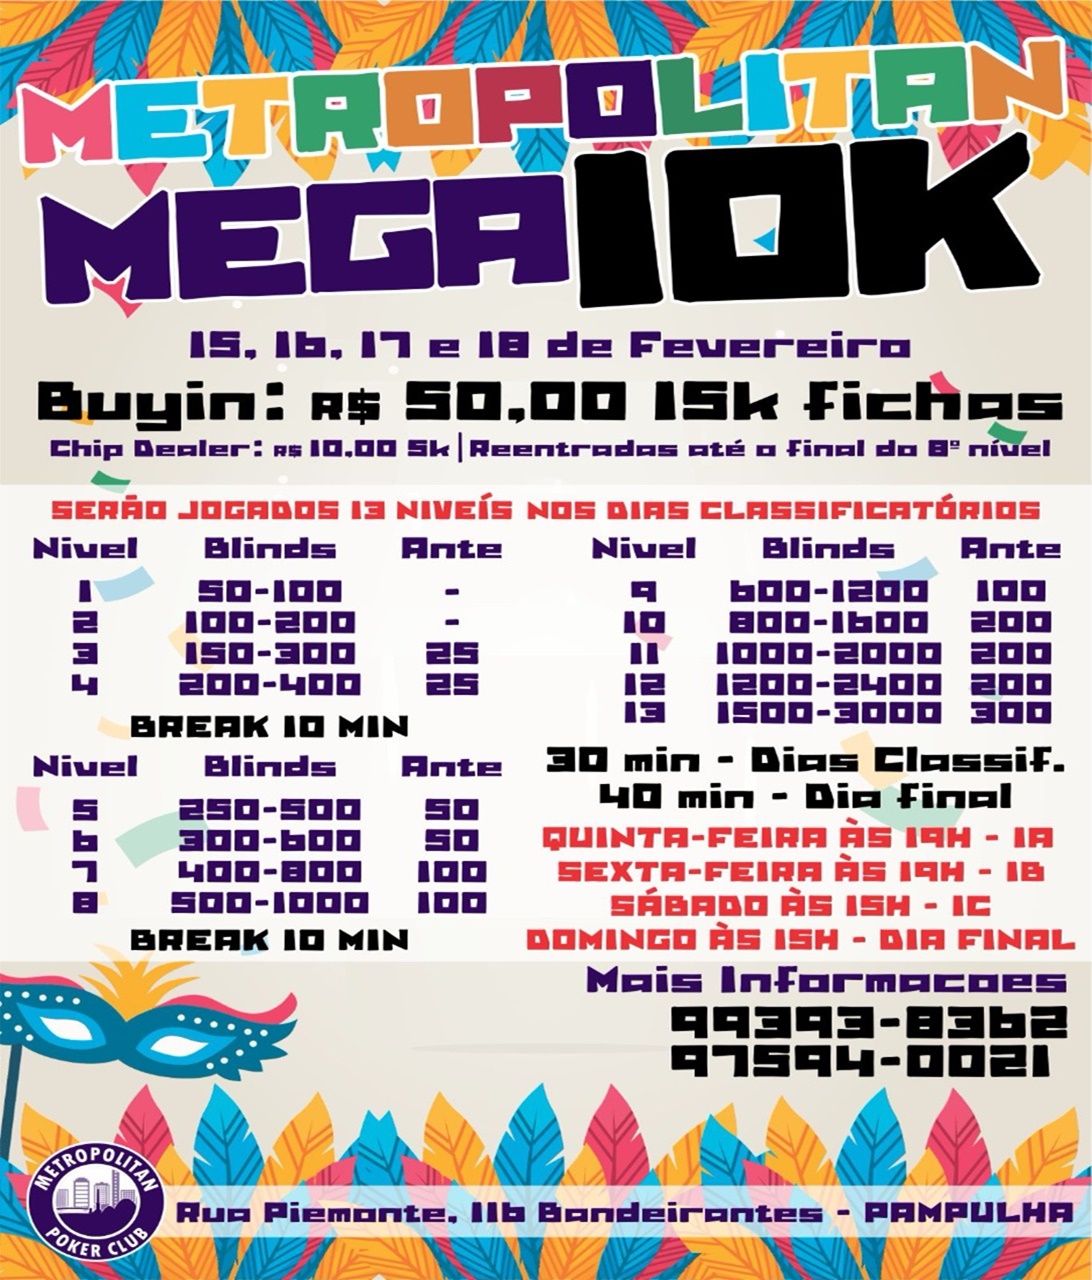 METROPOLITAN
MEGA 10K
15, 16, 17 e 18 de Fevereiro
Buyin: R$ 50,00 15k fichas
Chip Dealer: R$ 10,00 5k | Reentradas até o final do 8º nível
SERÃO JOGADOS 13 NIVEÍS NOS DIAS CLASSIFICATÓRIOS
Nivel Blinds Ante
1 50-100 -
2 100-200 -
3 150-300 25
4 200-400 25
BREAK 10 MIN
Nivel Blinds Ante
5 250-500 50
6 300-600 50
7 400-800 100
8 500-1000 100
BREAK 10 MIN
Nivel Blinds Ante
9 600-1200 100
10 800-1600 200
11 1000-2000 200
12 1200-2400 200
13 1500-3000 300
30 min - Dias Classif.
40 min - Dia final
QUINTA-FEIRA ÀS 19H - 1A
SEXTA-FEIRA ÀS 19H - 1B
SÁBADO ÀS 15H - 1C
DOMINGO ÀS 15H - DIA FINAL
Mais Informacoes
99393-8362
97594-0021
METROPOLITAN
POKER CLUB
Rua Piemonte, 116 Bandeirantes - PAMPULHA